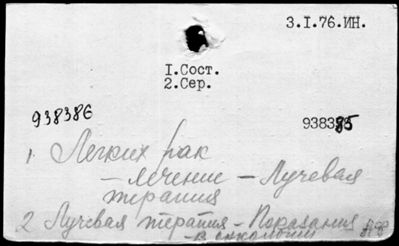 3.I.76.ИН.
I.Сост.
2.Сер.
938386
938385
1. Легких рак
– лечение – Лучевая
терапия
2 Лучевая терапия – Показания
в онкологии